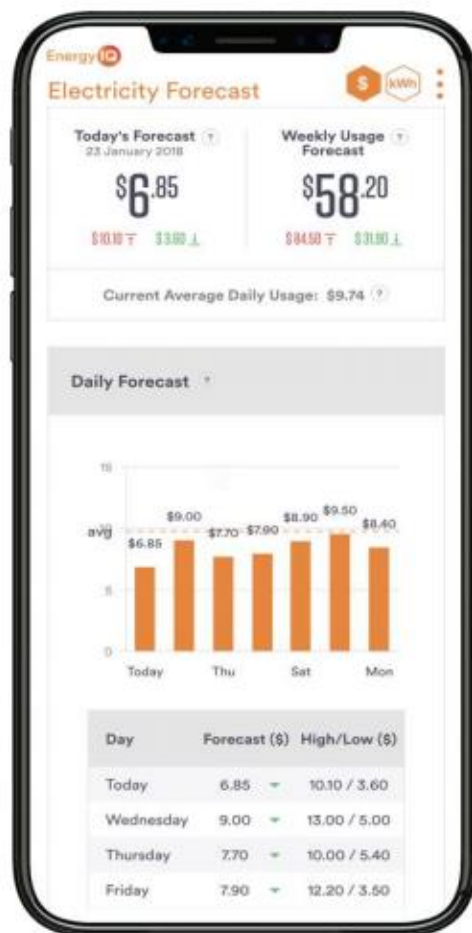 Energy IQ
Electricity Forecast
$ kWh
Today's Forecast ?
23 January 2018
$6.85
$10.10 $3.60
Weekly Usage ?
Forecast
$58.20
$84.50 $31.80
Current Average Daily Usage: $9.74 ?
Daily Forecast ?
15
10
avg
5
0
$6.85
$9.00
$7.70
$7.90
$8.90
$9.50
$8.40
Today Thu Sat Mon
Day Forecast ($) High/Low ($)
Today 6.85 10.10 / 3.60
Wednesday 9.00 13.00 / 5.00
Thursday 7.70 10.00 / 5.40
Friday 7.90 12.20 / 3.50